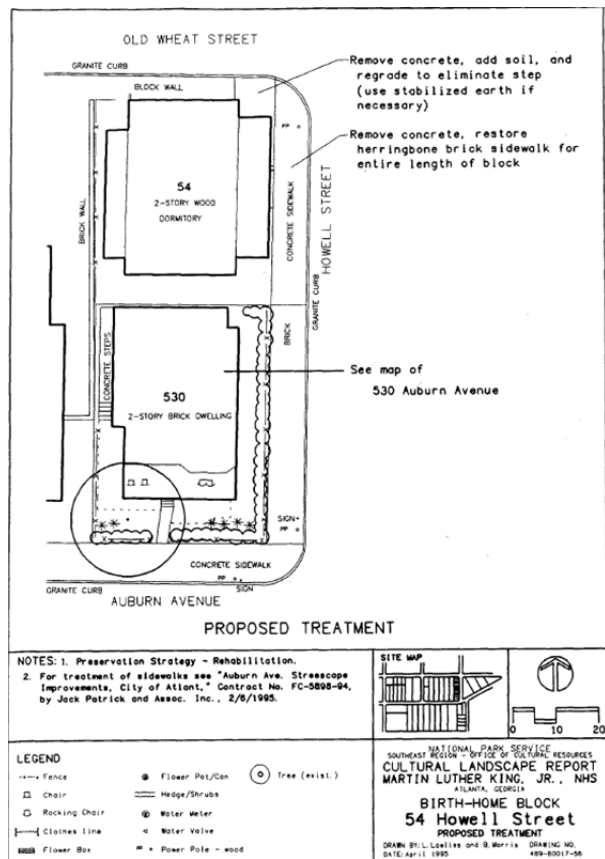 OLD WHEAT STREET
GRANITE CURB
BLOCK WALL
Remove concrete, add soil, and
regrade to eliminate step
(use stabilized earth if
necessary)
PP
Remove concrete, restore
herringbone brick sidewalk for
entire length of block
54
2-STORY WOOD
DORMITORY
BRICK WALL
CONCRETE SIDEWALK
HOWELL STREET
GRANITE CURB
BRICK
CONCRETE STEPS
See map of
530 Auburn Avenue
530
2-STORY BRICK DWELLING
SIGN
PP
CONCRETE SIDEWALK
PP
SIGN
GRANITE CURB
AUBURN AVENUE
PROPOSED TREATMENT
NOTES: 1. Preservation Strategy - Rehabilitation.
2. For treatment of sidewalks see "Auburn Ave. Streescape
Improvements, City of Atlant," Contract No. FC-5898-94,
by Jack Patrick and Assoc. Inc., 2/6/1995.
SITE MAP
0 10 20
LEGEND
Fence
Chair
Rocking Chair
Clothes line
Flower Box
Flower Pot/Can
Hedge/Shrubs
Water Meter
Water Valve
PP Power Pole - wood
Tree (exist.)
NATIONAL PARK SERVICE
SOUTHEAST REGION - OFFICE OF CULTURAL RESOURCES
CULTURAL LANDSCAPE REPORT
MARTIN LUTHER KING, JR., NHS
ATLANTA, GEORGIA
BIRTH-HOME BLOCK
54 Howell Street
PROPOSED TREATMENT
DRAWN BY: L. Lawliss and B. Morris DRAWING NO.
DATE: April 1995 489-80017-58